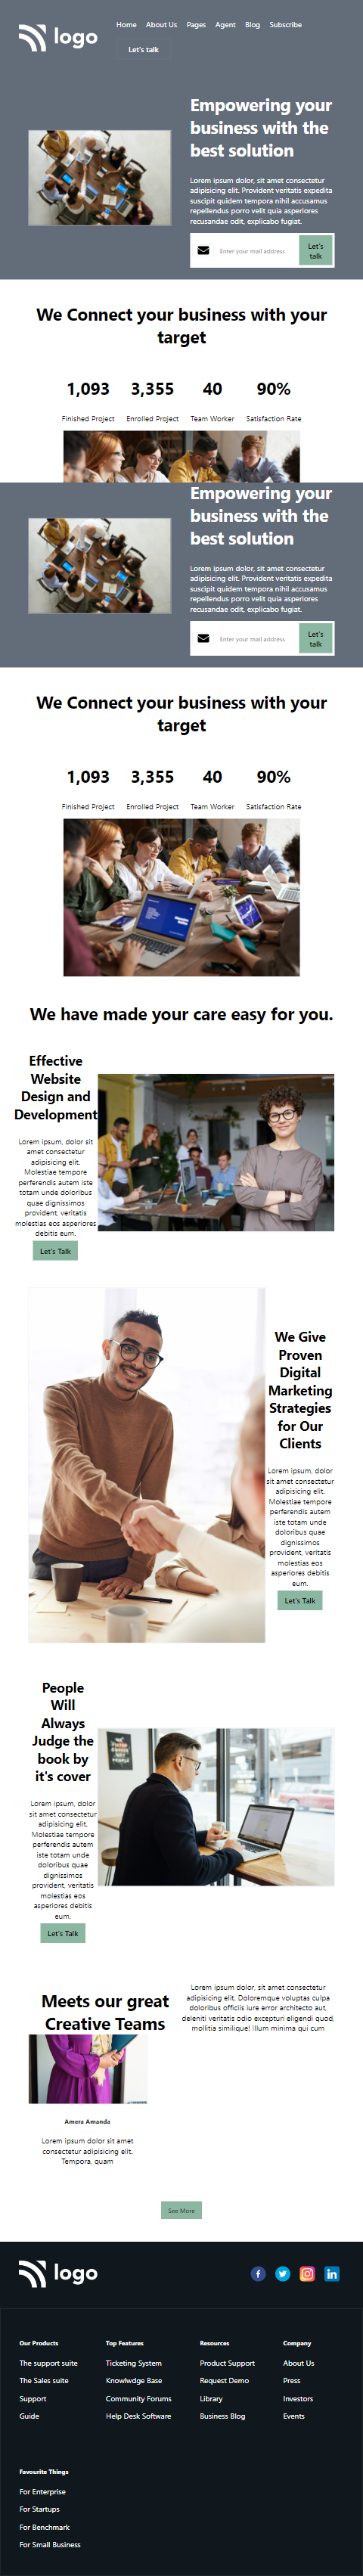 logo
Home About Us Pages Agent Blog Subscribe
Let's talk
Empowering your
business with the
best solution
Lorem ipsum dolor, sit amet consectetur
adipisicing elit. Provident veritatis expedita
suscipit quidem tempora nihil accusamus
repellendus porro velit quia asperiores
recusandae odit, explicabo fugiat.
Enter your mail address
Let's
talk
We Connect your business with your
target
1,093 3,355 40 90%
Finished Project Enrolled Project Team Worker Satisfaction Rate
Empowering your
business with the
best solution
Lorem ipsum dolor, sit amet consectetur
adipisicing elit. Provident veritatis expedita
suscipit quidem tempora nihil accusamus
repellendus porro velit quia asperiores
recusandae odit, explicabo fugiat.
Enter your mail address
Let's
talk
We Connect your business with your
target
1,093 3,355 40 90%
Finished Project Enrolled Project Team Worker Satisfaction Rate
We have made your care easy for you.
Effective
Website
Design and
Development
Lorem ipsum, dolor sit
amet consectetur
adipisicing elit.
Molestiae tempore
perferendis autem iste
totam unde doloribus
quae dignissimos
provident, veritatis
molestias eos asperiores
debitis eum.
Let's Talk
We Give
Proven
Digital
Marketing
Strategies
for Our
Clients
Lorem ipsum, dolor
sit amet consectetur
adipisicing elit.
Molestiae tempore
perferendis autem
iste totam unde
doloribus quae
dignissimos
provident, veritatis
molestias eos
asperiores debitis
eum.
Let's Talk
People
Will
Always
Judge the
book by
it's cover
Lorem ipsum, dolor
sit amet consectetur
adipisicing elit.
Molestiae tempore
perferendis autem
iste totam unde
doloribus quae
dignissimos
provident, veritatis
molestias eos
asperiores debitis
eum.
Let's Talk
Meets our great
Creative Teams
Lorem ipsum dolor, sit amet consectetur
adipisicing elit. Doloremque voluptas culpa
doloribus officiis iure error architecto aut,
deleniti veritatis odio excepturi eligendi quod,
mollitia similique! Illum minima qui cum
Amora Amanda
Lorem ipsum dolor sit amet
consectetur adipisicing elit.
Tempora, quam
See More
logo
Our Products Top Features Resources Company
The support suite Ticketing System Product Support About Us
The Sales suite Knowlwdge Base Request Demo Press
Support Community Forums Library Investors
Guide Help Desk Software Business Blog Events
Favourite Things
For Enterprise
For Startups
For Benchmark
For Small Business